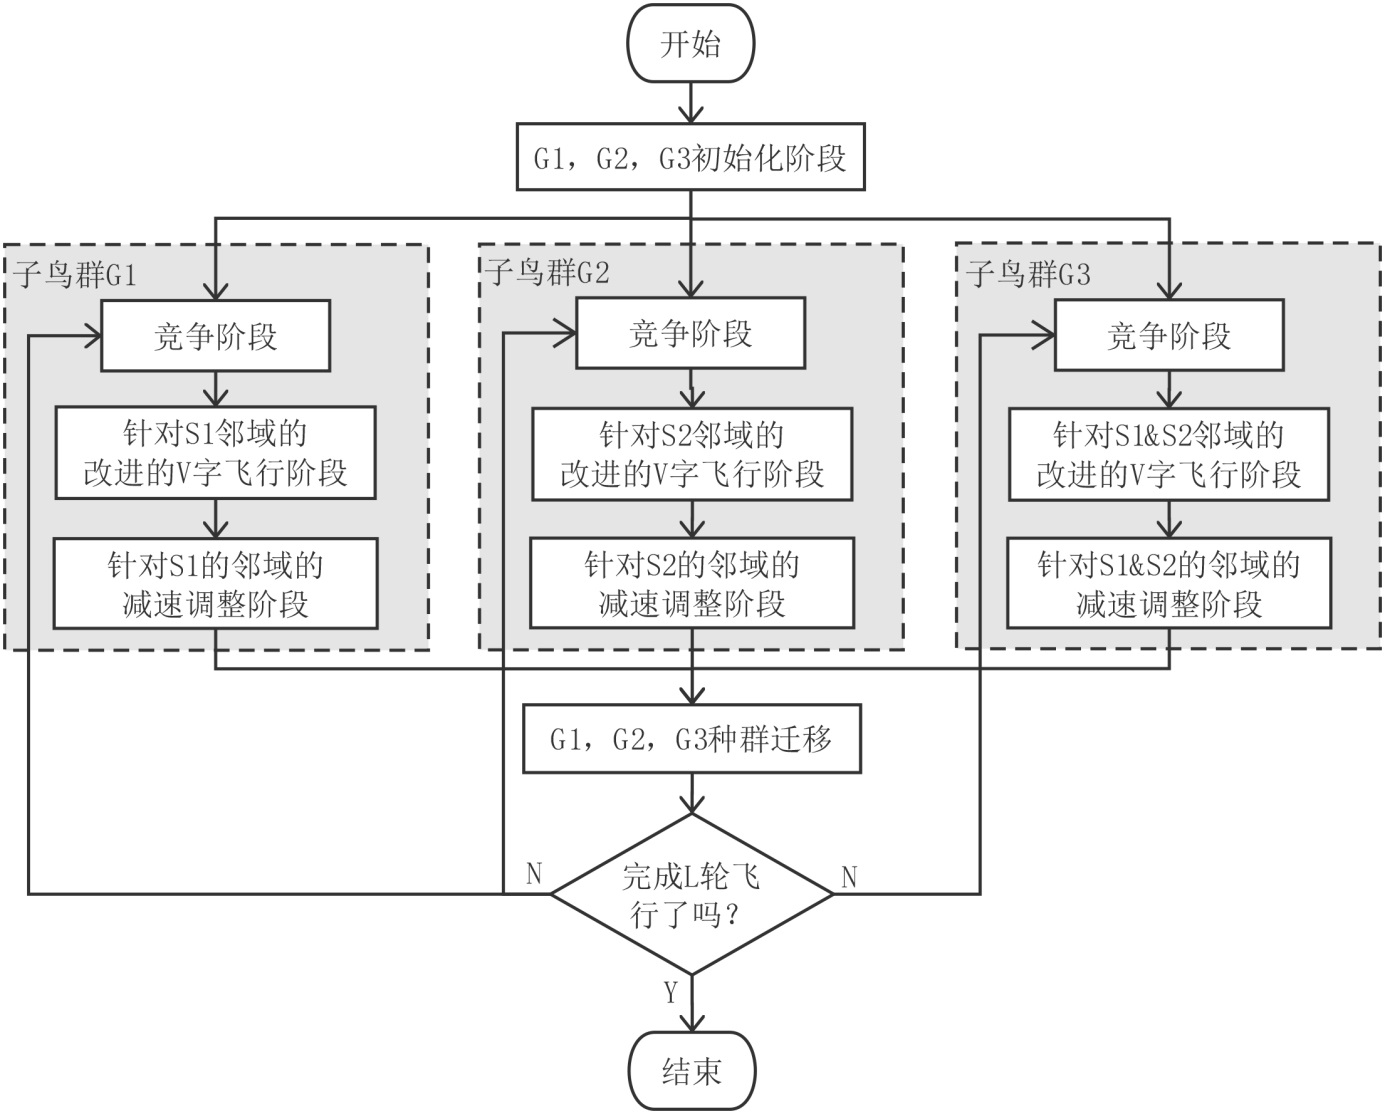 开始
G1，G2，G3初始化阶段
子鸟群G1
竞争阶段
针对S1邻域的
改进的V字飞行阶段
针对S1的邻域的
减速调整阶段
子鸟群G2
竞争阶段
针对S2邻域的
改进的V字飞行阶段
针对S2的邻域的
减速调整阶段
子鸟群G3
竞争阶段
针对S1&S2邻域的
改进的V字飞行阶段
针对S1&S2的邻域的
减速调整阶段
G1，G2，G3种群迁移
N
完成L轮飞
行了吗？
N
Y
结束